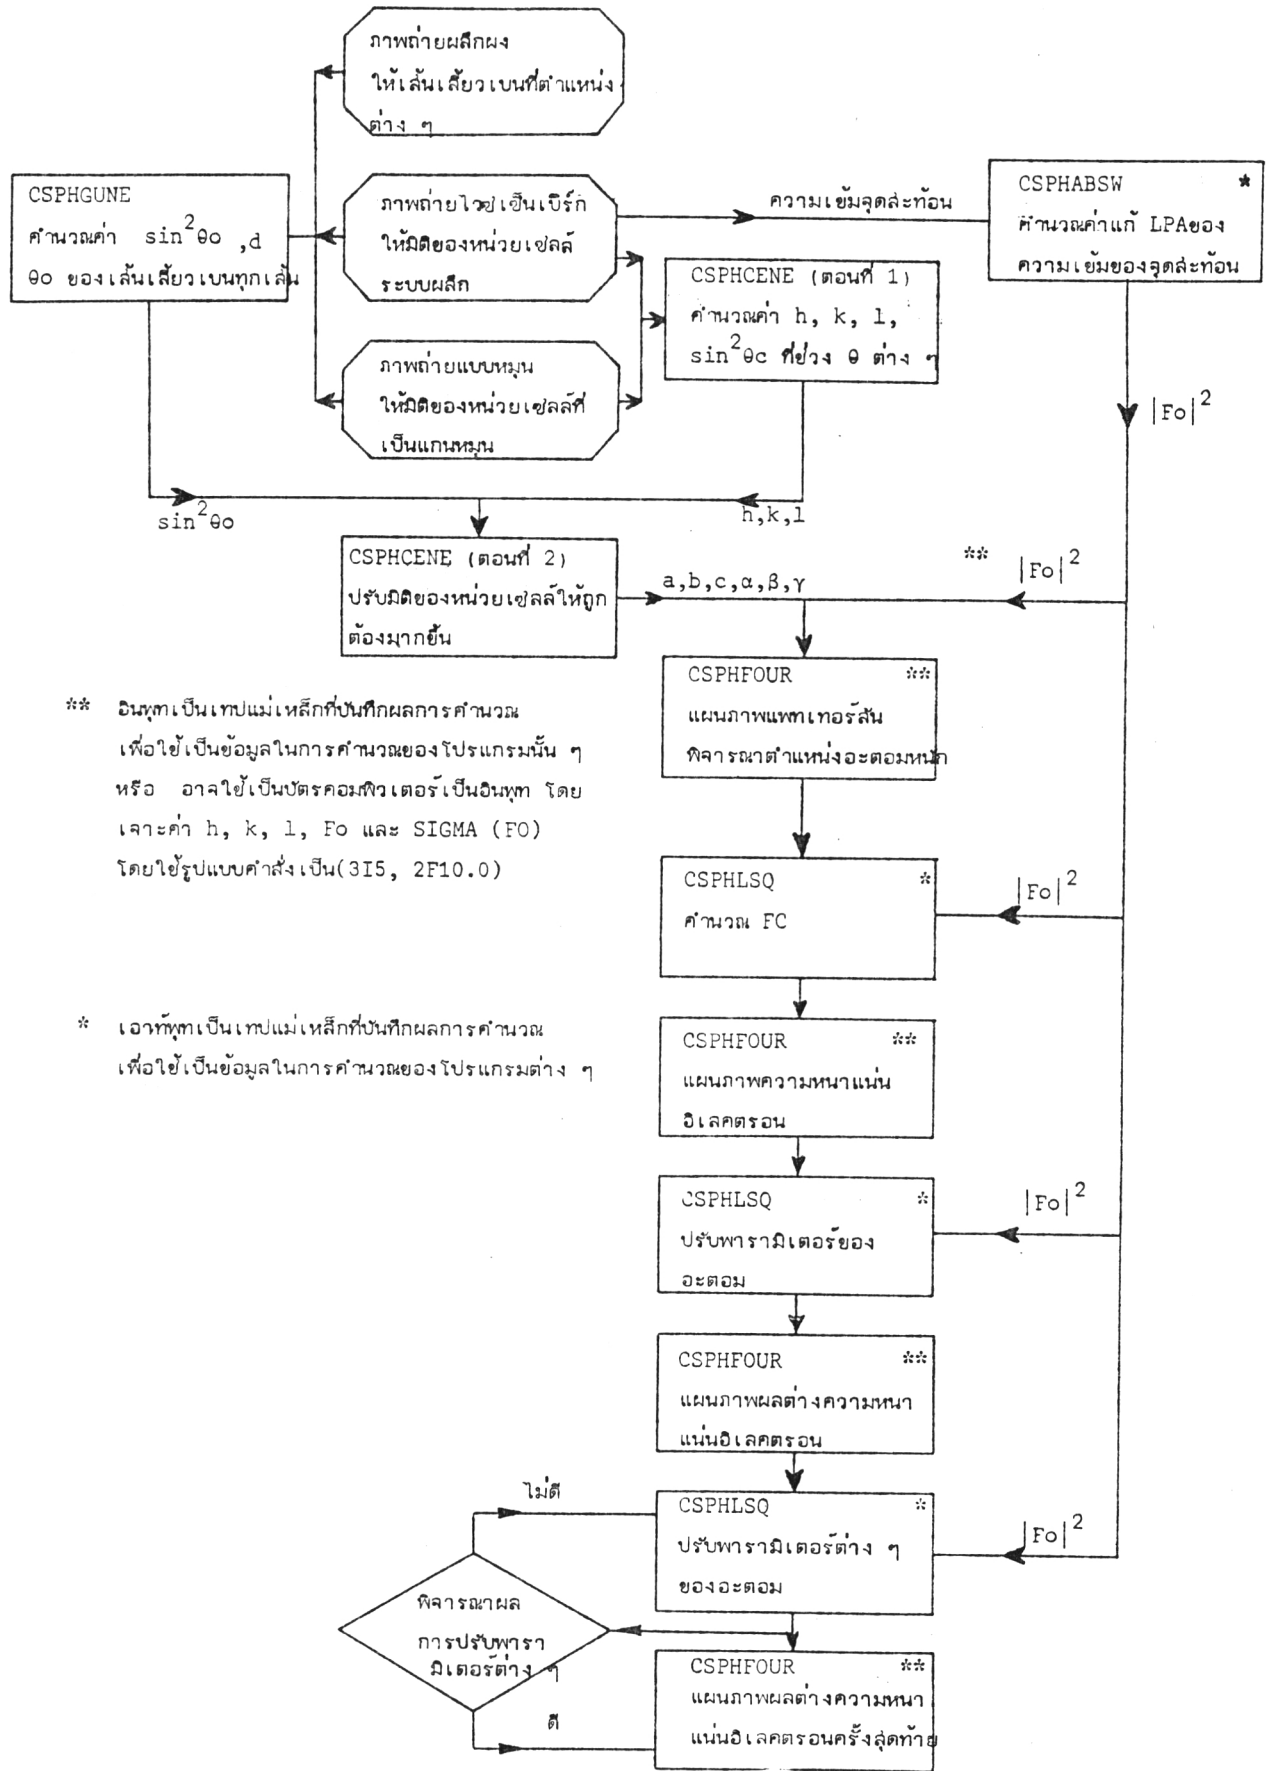 ภาพถ่ายผลึกผง
ให้เส้นเลี้ยวเบนที่ตำแหน่ง
ต่าง ๆ
CSPHGUNE
คำนวณค่า sin²θo ,d
θo ของเส้นเลี้ยวเบนทุกเส้น
ภาพถ่ายไวซ์เซ็นเบิร์ก
ให้มิติของหน่วยเซลล์
ระบบผลึก
ความเข้มจุดสะท้อน
CSPHABSW *
คำนวณค่าแก้ LPAของ
ความเข้มของจุดสะท้อน
CSPHCENE (ตอนที่ 1)
คำนวณค่า h, k, l,
sin²θc ที่ช่วง θ ต่าง ๆ
ภาพถ่ายแบบหมุน
ให้มิติของหน่วยเซลล์ที่
เป็นแกนหมุน
|Fo|²
sin²θo
h,k,l
CSPHCENE (ตอนที่ 2)
ปรับมิติของหน่วยเซลล์ให้ถูก
ต้องมากขึ้น
a,b,c,α,β,γ
** |Fo|²
CSPHFOUR **
แผนภาพแพทเทอร์สัน
พิจารณาตำแหน่งอะตอมหนัก
** อินพุทเป็นเทปแม่เหล็กที่บันทึกผลการคำนวณ
เพื่อใช้เป็นข้อมูลในการคำนวณของโปรแกรมนั้น ๆ
หรือ อาจใช้เป็นบัตรคอมพิวเตอร์เป็นอินพุท โดย
เจาะค่า h, k, l, Fo และ SIGMA (FO)
โดยใช้รูปแบบคำสั่งเป็น(3I5, 2F10.0)
CSPHLSQ *
คำนวณ FC
|Fo|²
* เอาท์พุทเป็นเทปแม่เหล็กที่บันทึกผลการคำนวณ
เพื่อใช้เป็นข้อมูลในการคำนวณของโปรแกรมต่าง ๆ
CSPHFOUR **
แผนภาพความหนาแน่น
อิเลคตรอน
CSPHLSQ *
ปรับพารามิเตอร์ของ
อะตอม
|Fo|²
CSPHFOUR **
แผนภาพผลต่างความหนา
แน่นอิเลคตรอน
ไม่ดี
CSPHLSQ *
ปรับพารามิเตอร์ต่าง ๆ
ของอะตอม
|Fo|²
พิจารณาผล
การปรับพารา
มิเตอร์ต่าง ๆ
ดี
CSPHFOUR **
แผนภาพผลต่างความหนา
แน่นอิเลคตรอนครั้งสุดท้าย